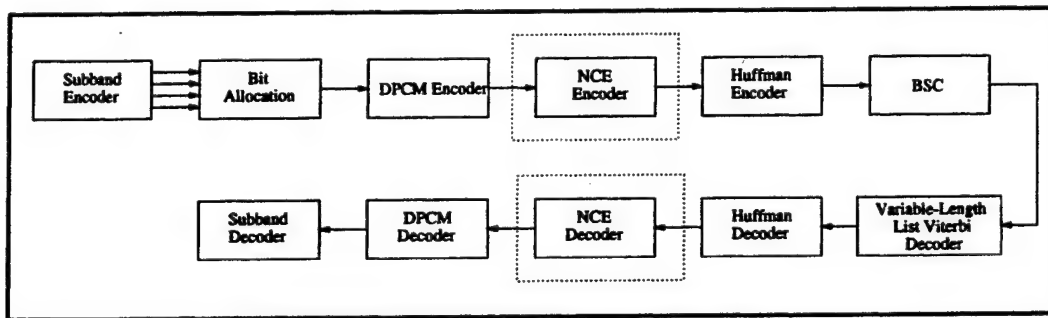 Subband
Encoder
Bit
Allocation
DPCM Encoder
NCE
Encoder
Huffman
Encoder
BSC
Subband
Decoder
DPCM
Decoder
NCE
Decoder
Huffman
Decoder
Variable-Length
List Viterbi
Decoder